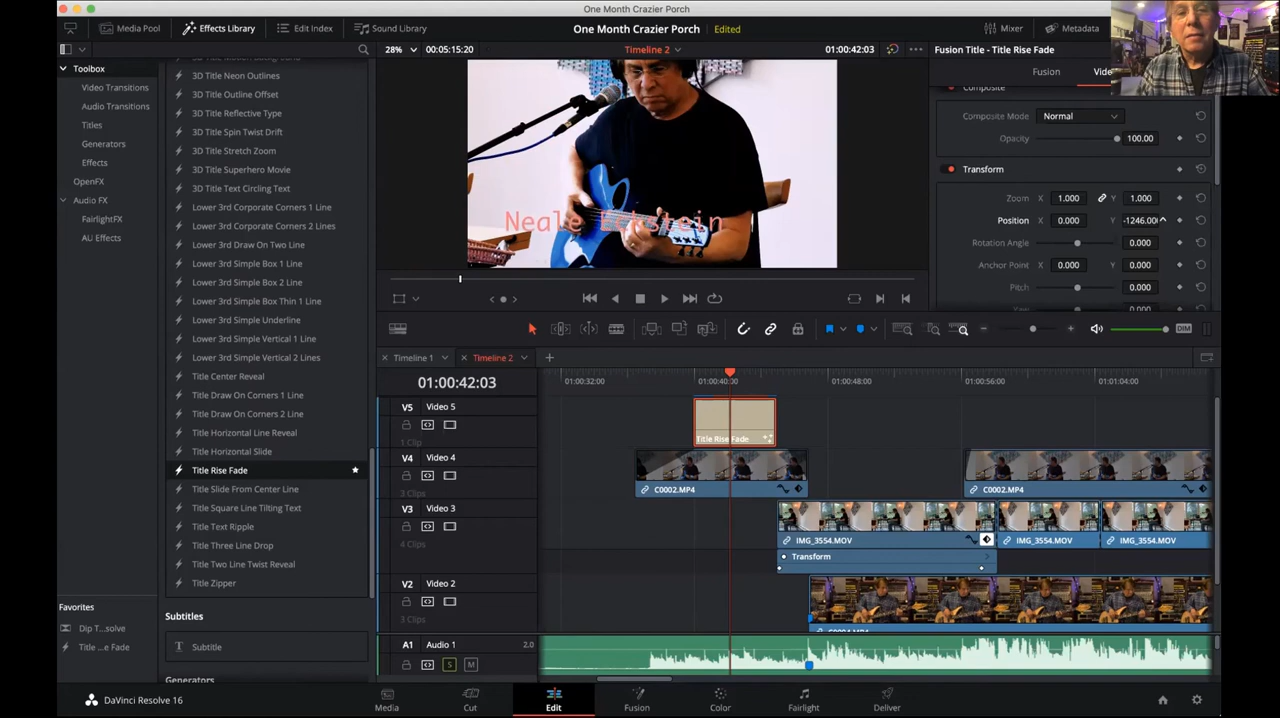 One Month Crazier Porch
Media Pool
Effects Library
Edit Index
Sound Library
One Month Crazier Porch
Edited
Mixer
Metadata
28%
00:05:15:20
Timeline 2
01:00:42:03
Fusion Title - Title Rise Fade
Toolbox
Video Transitions
Audio Transitions
Titles
Generators
Effects
OpenFX
Audio FX
FairlightFX
AU Effects
Favorites
Dip T...solve
Title ...e Fade
3D Title Neon Outlines
3D Title Outline Offset
3D Title Reflective Type
3D Title Spin Twist Drift
3D Title Stretch Zoom
3D Title Superhero Movie
3D Title Text Circling Text
Lower 3rd Corporate Corners 1 Line
Lower 3rd Corporate Corners 2 Lines
Lower 3rd Draw On Two Line
Lower 3rd Simple Box 1 Line
Lower 3rd Simple Box 2 Line
Lower 3rd Simple Box Thin 1 Line
Lower 3rd Simple Underline
Lower 3rd Simple Vertical 1 Line
Lower 3rd Simple Vertical 2 Lines
Title Center Reveal
Title Draw On Corners 1 Line
Title Draw On Corners 2 Line
Title Horizontal Line Reveal
Title Horizontal Slide
Title Rise Fade
Title Slide From Center Line
Title Square Line Tilting Text
Title Text Ripple
Title Three Line Drop
Title Two Line Twist Reveal
Title Zipper
Subtitles
Subtitle
Generators
Neale Eckstein
Fusion
Composite
Composite Mode
Normal
Opacity
100.00
Transform
Zoom X 1.000 Y 1.000
Position X 0.000 Y -1246.00
Rotation Angle 0.000
Anchor Point X 0.000 Y 0.000
Pitch 0.000
DIM
Timeline 1
Timeline 2
01:00:42:03
01:00:32:00
01:00:40:00
01:00:48:00
01:00:56:00
01:01:04:00
V5 Video 5
1 Clip
Title Rise Fade
V4 Video 4
3 Clips
C0002.MP4
C0002.MP4
V3 Video 3
4 Clips
IMG_3554.MOV
IMG_3554.MOV
IMG_3554.MOV
Transform
V2 Video 2
A1 Audio 1 2.0
S M
DaVinci Resolve 16
Media
Cut
Edit
Fusion
Color
Fairlight
Deliver